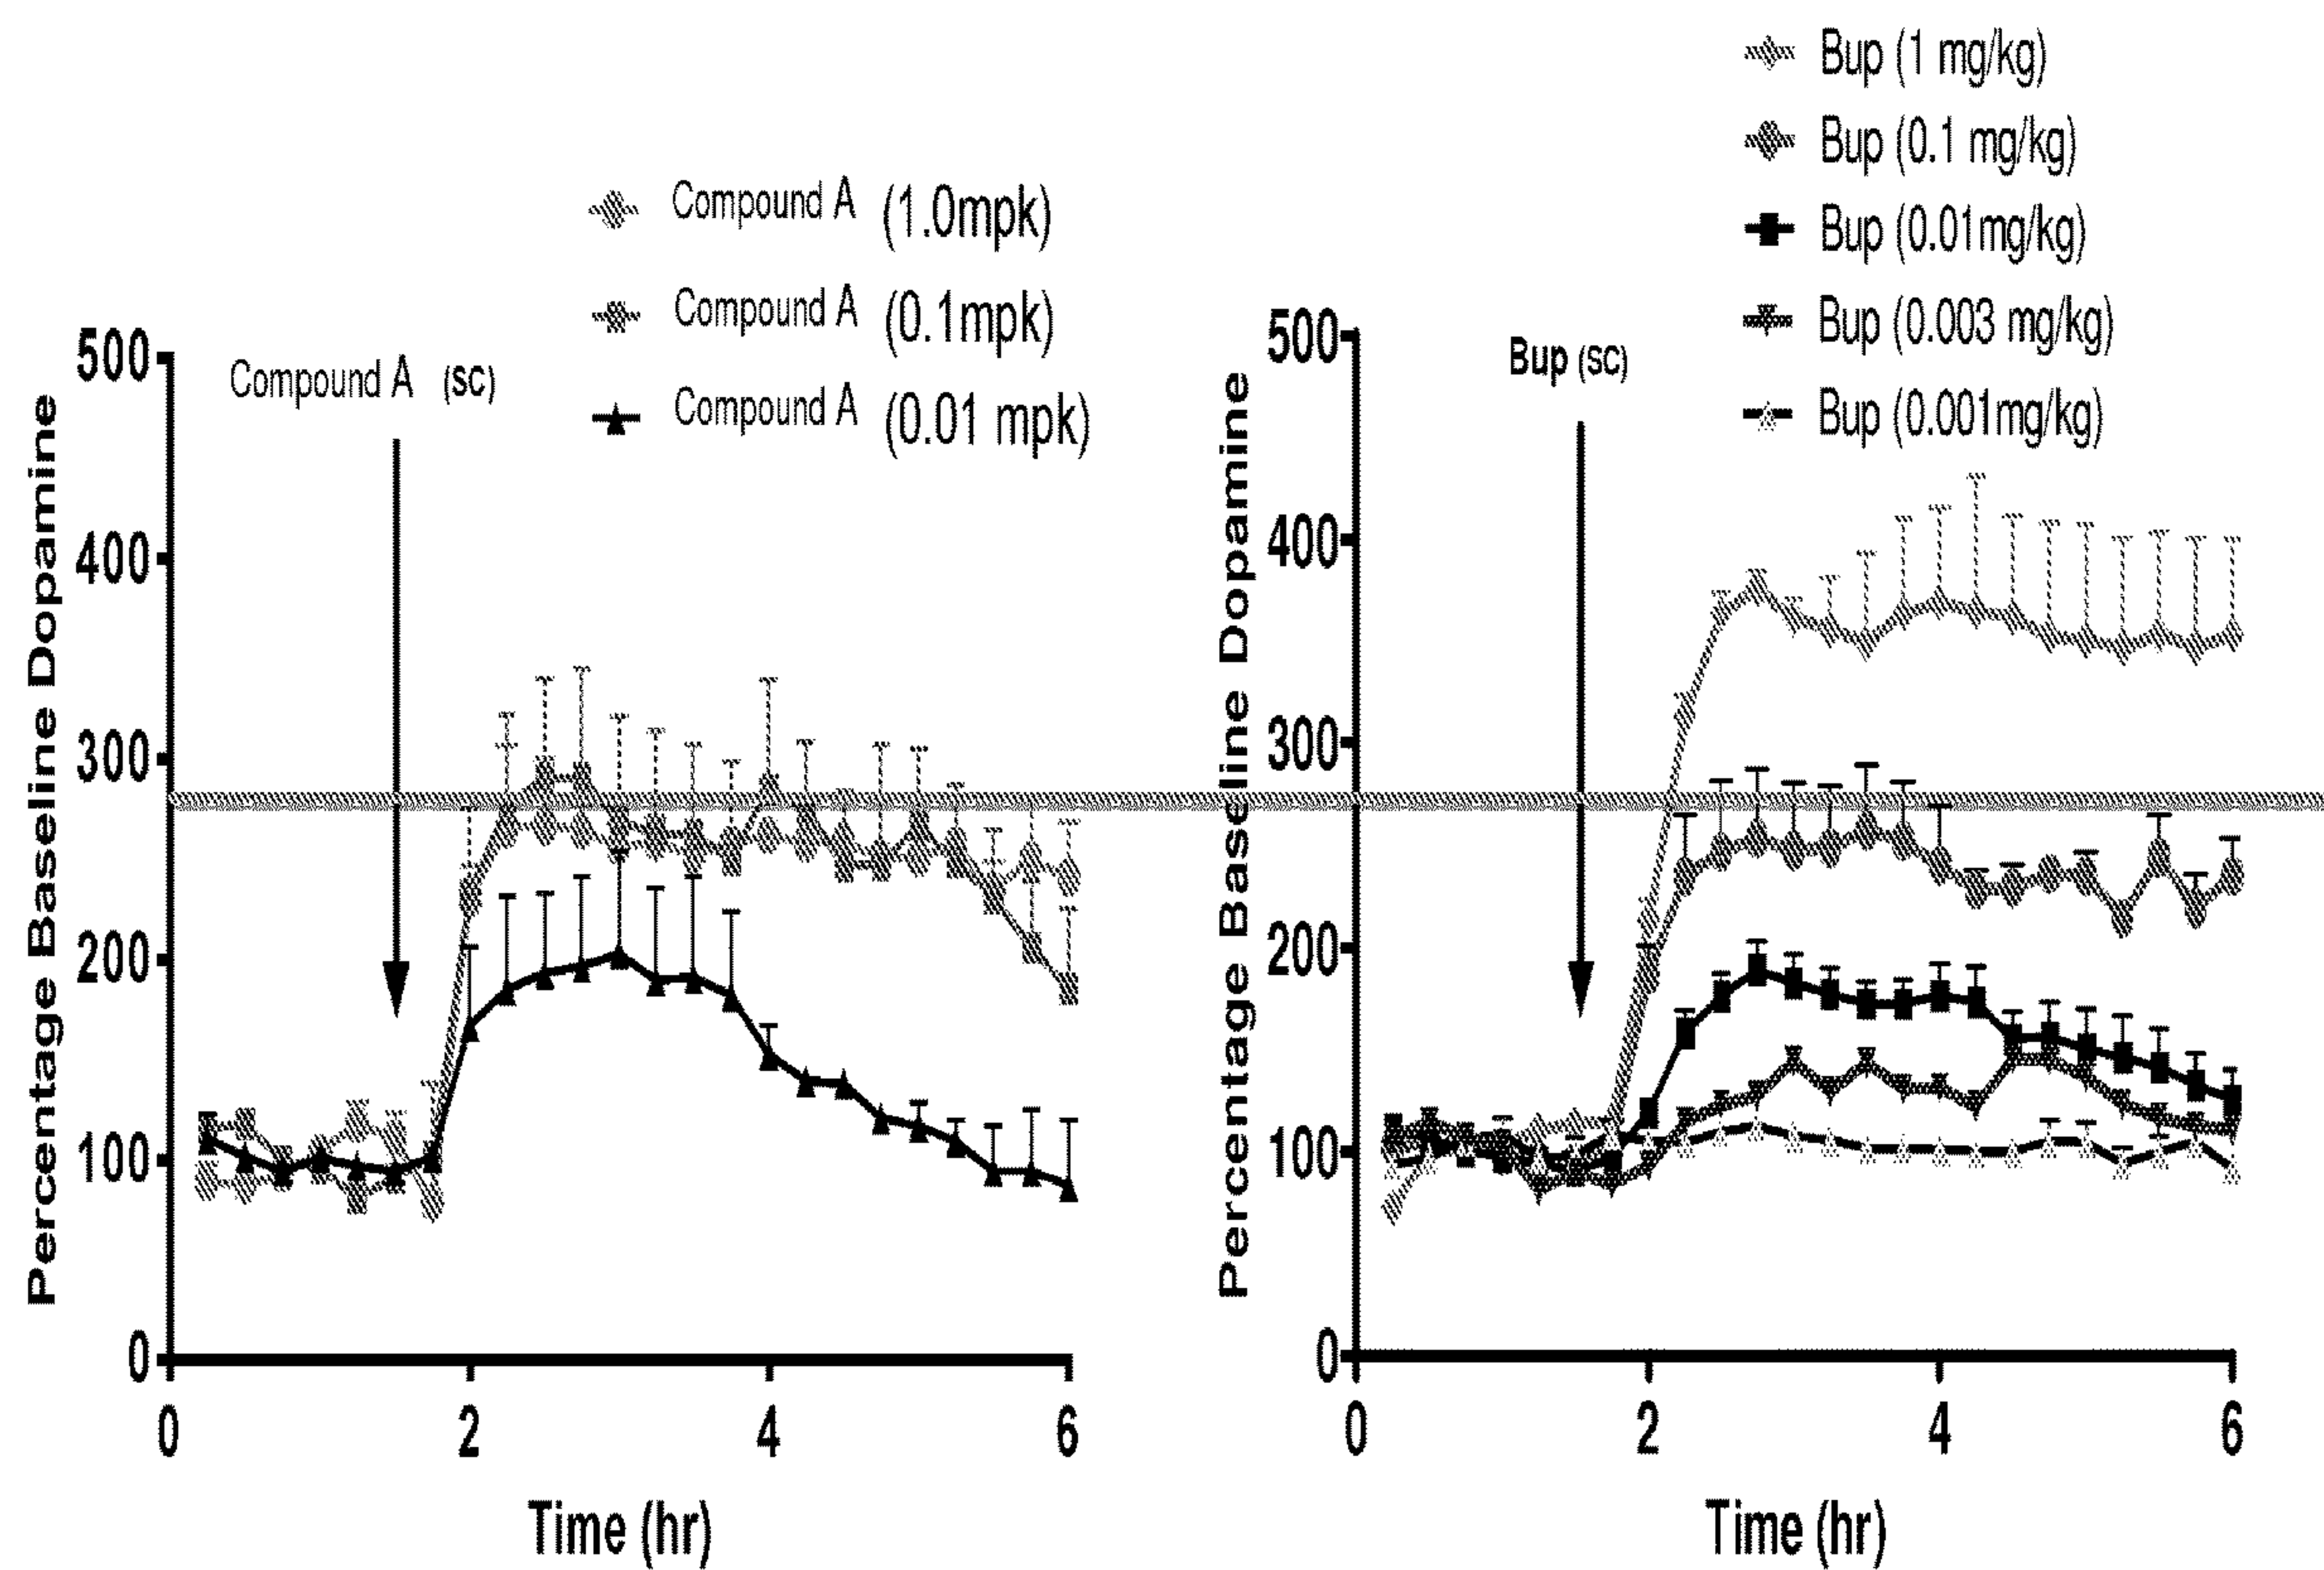 Compound A (1.0mpk)
Compound A (0.1mpk)
Compound A (0.01 mpk)
Compound A (SC)
Percentage Baseline Dopamine
500
400
300
200
100
0
0 2 4 6
Time (hr)
Bup (1 mg/kg)
Bup (0.1 mg/kg)
Bup (0.01mg/kg)
Bup (0.003 mg/kg)
Bup (0.001mg/kg)
Bup (SC)
Percentage Baseline Dopamine
500
400
300
200
100
0
0 2 4 6
Time (hr)